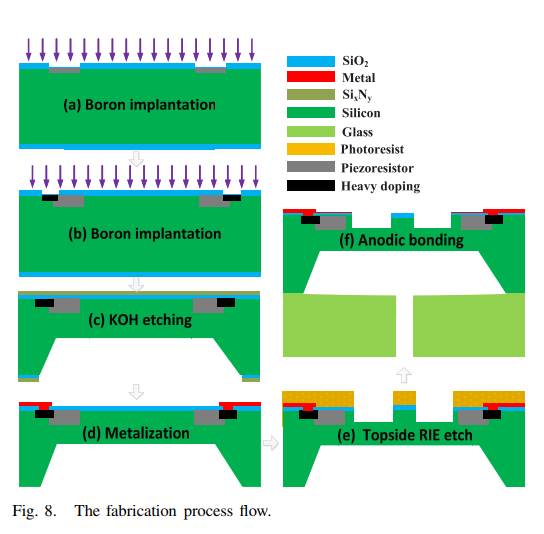 (a) Boron implantation
(b) Boron implantation
(c) KOH etching
(d) Metalization
SiO₂
Metal
SiₓNᵧ
Silicon
Glass
Photoresist
Piezoresistor
Heavy doping
(f) Anodic bonding
(e) Topside RIE etch
Fig. 8. The fabrication process flow.